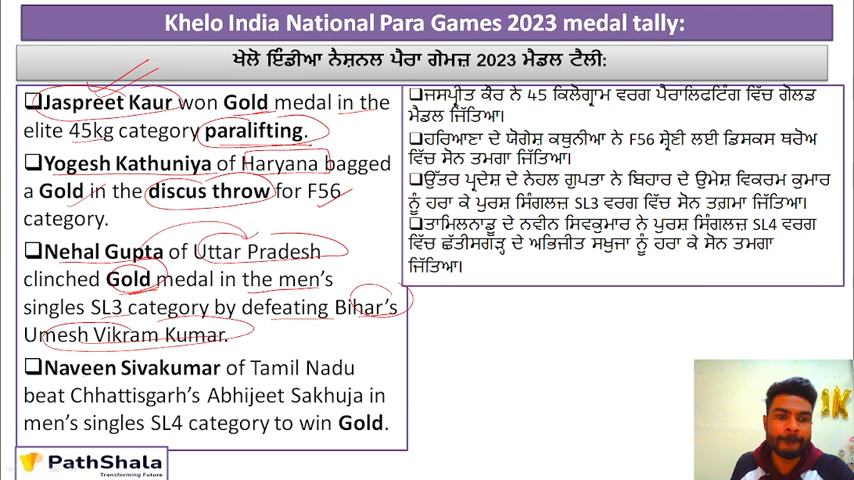 Khelo India National Para Games 2023 medal tally:
ਖੇਲੋ ਇੰਡੀਆ ਨੈਸ਼ਨਲ ਪੈਰਾ ਗੇਮਜ਼ 2023 ਮੈਡਲ ਟੈਲੀ:
❑Jaspreet Kaur won Gold medal in the
elite 45kg category paralifting.
❑Yogesh Kathuniya of Haryana bagged
a Gold in the discus throw for F56
category.
❑Nehal Gupta of Uttar Pradesh
clinched Gold medal in the men's
singles SL3 category by defeating Bihar's
Umesh Vikram Kumar.
❑Naveen Sivakumar of Tamil Nadu
beat Chhattisgarh's Abhijeet Sakhuja in
men's singles SL4 category to win Gold.
❑ਜਸਪ੍ਰੀਤ ਕੌਰ ਨੇ 45 ਕਿਲੋਗ੍ਰਾਮ ਵਰਗ ਪੈਰਾਲਿਫਟਿੰਗ ਵਿੱਚ ਗੋਲਡ
ਮੈਡਲ ਜਿੱਤਿਆ।
❑ਹਰਿਆਣਾ ਦੇ ਯੋਗੇਸ਼ ਕਥੂਨੀਆ ਨੇ F56 ਸ਼੍ਰੇਣੀ ਲਈ ਡਿਸਕਸ ਥਰੋਅ
ਵਿੱਚ ਸੋਨ ਤਮਗਾ ਜਿੱਤਿਆ।
❑ਉੱਤਰ ਪ੍ਰਦੇਸ਼ ਦੇ ਨੇਹਲ ਗੁਪਤਾ ਨੇ ਬਿਹਾਰ ਦੇ ਉਮੇਸ਼ ਵਿਕਰਮ ਕੁਮਾਰ
ਨੂੰ ਹਰਾ ਕੇ ਪੁਰਸ਼ ਸਿੰਗਲਜ਼ SL3 ਵਰਗ ਵਿੱਚ ਸੋਨ ਤਗ਼ਮਾ ਜਿੱਤਿਆ।
❑ਤਾਮਿਲਨਾਡੂ ਦੇ ਨਵੀਨ ਸਿਵਕੁਮਾਰ ਨੇ ਪੁਰਸ਼ ਸਿੰਗਲਜ਼ SL4 ਵਰਗ
ਵਿੱਚ ਛੱਤੀਸਗੜ੍ਹ ਦੇ ਅਭਿਜੀਤ ਸਖੂਜਾ ਨੂੰ ਹਰਾ ਕੇ ਸੋਨ ਤਮਗਾ
ਜਿੱਤਿਆ।
PathShala
Transforming Future
1K